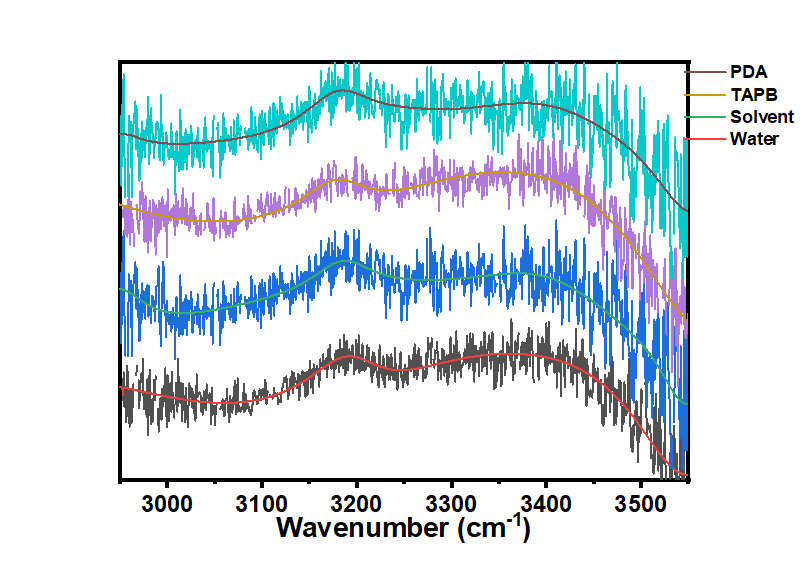 PDA
TAPB
Solvent
Water
3000 3100 3200 3300 3400 3500
Wavenumber (cm⁻¹)